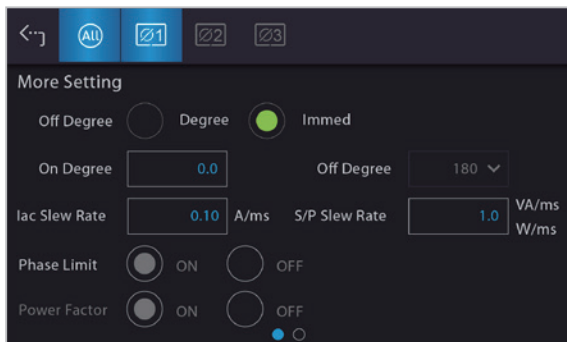 All Ø1 Ø2 Ø3
More Setting
Off Degree Degree Immed
On Degree 0.0 Off Degree 180
Iac Slew Rate 0.10 A/ms S/P Slew Rate 1.0 VA/ms
W/ms
Phase Limit ON OFF
Power Factor ON OFF